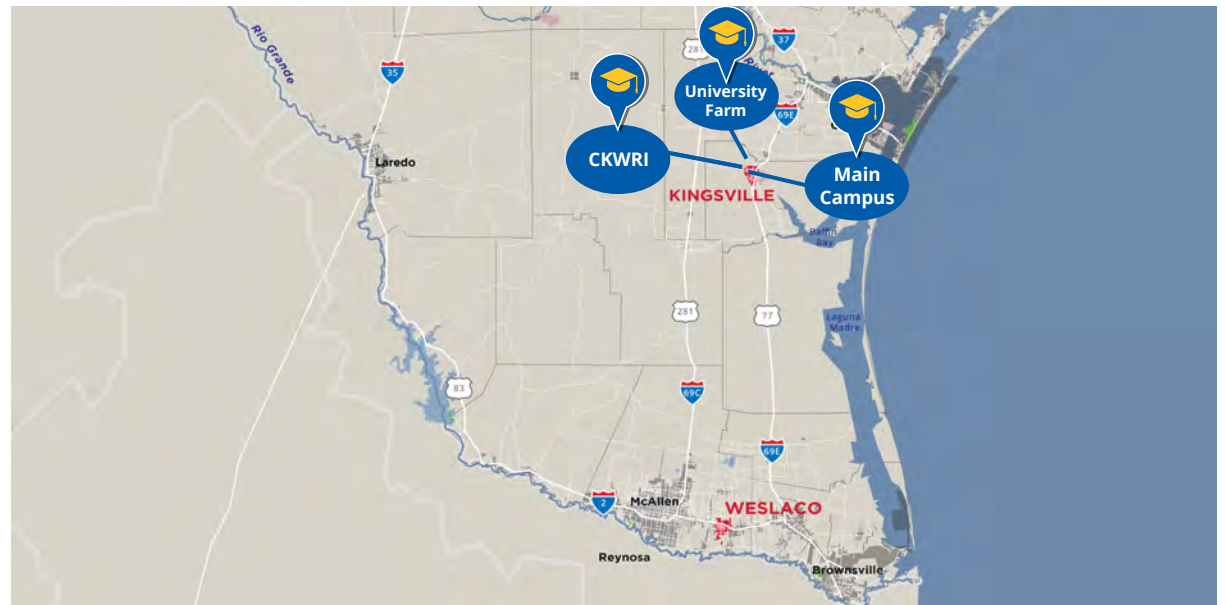 Rio Grande
35
281
37
River
University
Farm
69E
CKWRI
Main
Campus
Laredo
KINGSVILLE
Baffin
Bay
281
77
Laguna
Madre
83
69C
69E
2
McAllen
WESLACO
Reynosa
Brownsville